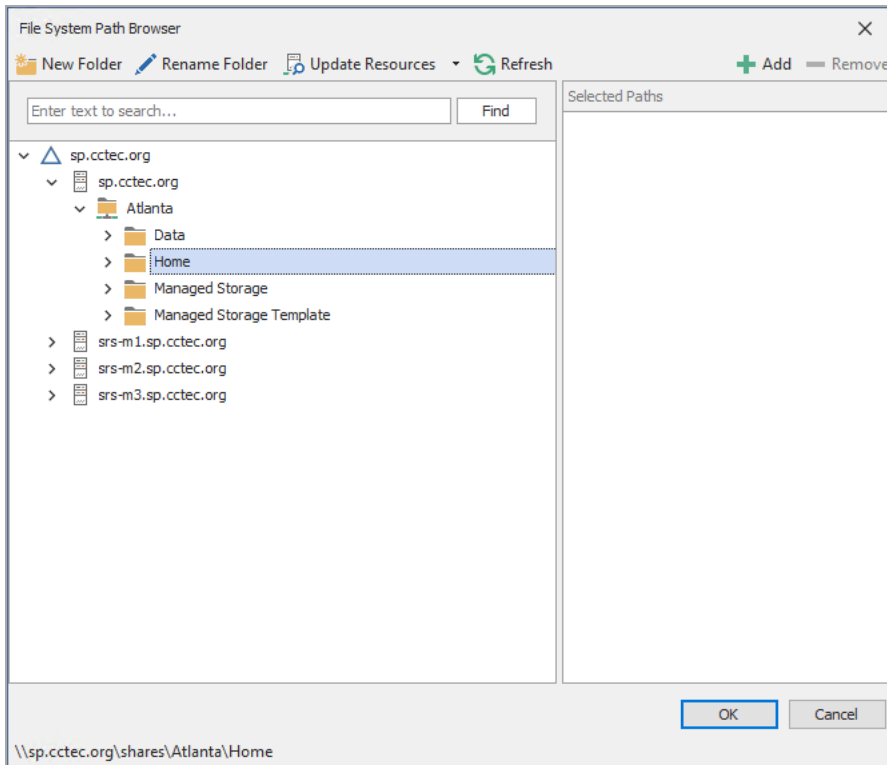 File System Path Browser
New Folder Rename Folder Update Resources Refresh Add Remove
Enter text to search... Find
Selected Paths
sp.cctec.org
sp.cctec.org
Atlanta
Data
Home
Managed Storage
Managed Storage Template
srs-m1.sp.cctec.org
srs-m2.sp.cctec.org
srs-m3.sp.cctec.org
OK Cancel
\\sp.cctec.org\shares\Atlanta\Home